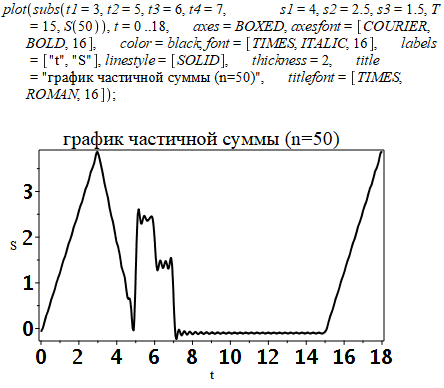 plot(subs(t1 = 3, t2 = 5, t3 = 6, t4 = 7, s1 = 4, s2 = 2.5, s3 = 1.5, T
= 15, S(50)), t = 0 ..18, axes = BOXED, axesfont = [COURIER,
BOLD, 16], color = black, font = [TIMES, ITALIC, 16], labels
= ["t", "S"], linestyle = [SOLID], thickness = 2, title
= "график частичной суммы (n=50)", titlefont = [TIMES,
ROMAN, 16]);
график частичной суммы (n=50)
3
2
S
1
0
0 2 4 6 8 10 12 14 16 18
t